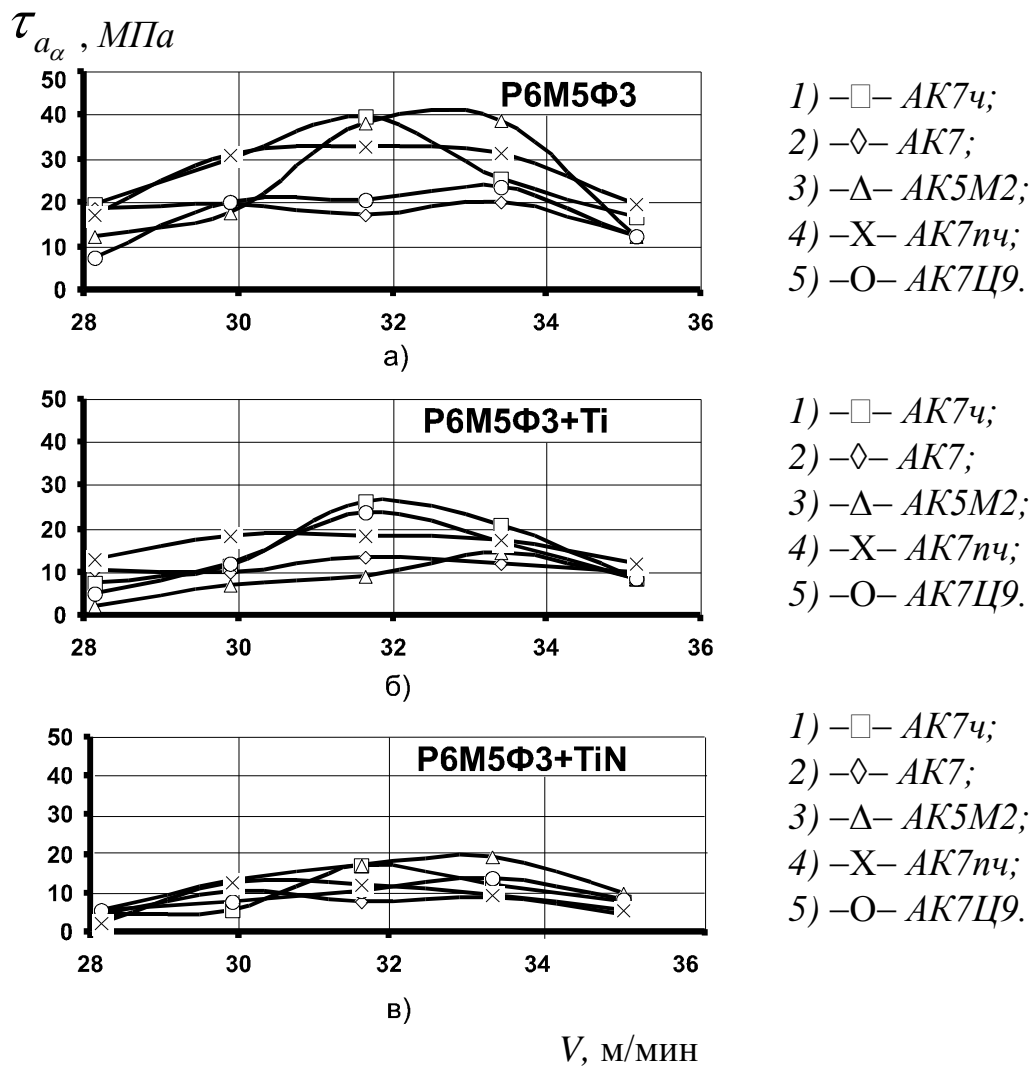 τaα , МПа
50
Р6М5Ф3
40
30
20
10
0
28 30 32 34 36
а)
1) –□– АК7ч;
2) –◊– АК7;
3) –Δ– АК5М2;
4) –Х– АК7пч;
5) –О– АК7Ц9.
50
Р6М5Ф3+Ti
40
30
20
10
0
28 30 32 34 36
б)
1) –□– АК7ч;
2) –◊– АК7;
3) –Δ– АК5М2;
4) –Х– АК7пч;
5) –О– АК7Ц9.
50
Р6М5Ф3+TiN
40
30
20
10
0
28 30 32 34 36
в)
1) –□– АК7ч;
2) –◊– АК7;
3) –Δ– АК5М2;
4) –Х– АК7пч;
5) –О– АК7Ц9.
V, м/мин